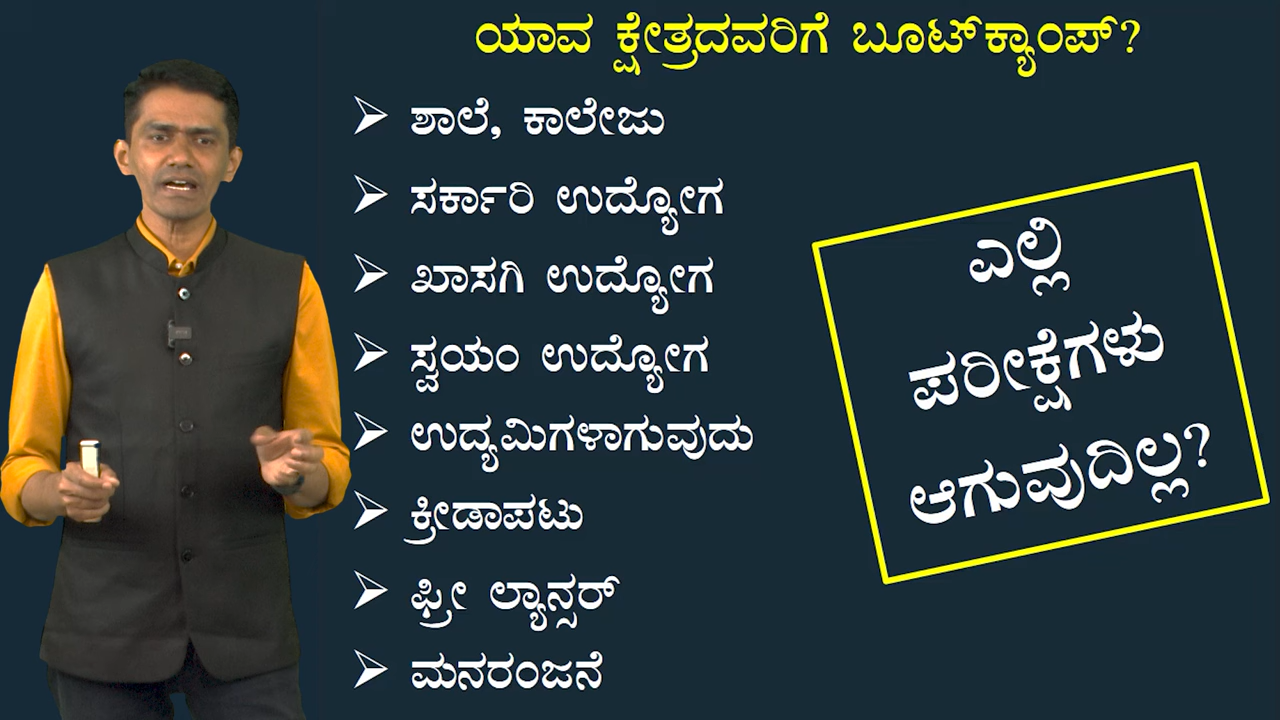 ಯಾವ ಕ್ಷೇತ್ರದವರಿಗೆ ಬೂಟ್‌ಕ್ಯಾಂಪ್?
ಶಾಲೆ, ಕಾಲೇಜು
ಸರ್ಕಾರಿ ಉದ್ಯೋಗ
ಖಾಸಗಿ ಉದ್ಯೋಗ
ಸ್ವಯಂ ಉದ್ಯೋಗ
ಉದ್ಯಮಿಗಳಾಗುವುದು
ಕ್ರೀಡಾಪಟು
ಫ್ರೀ ಲ್ಯಾನ್ಸರ್
ಮನರಂಜನೆ
ಎಲ್ಲಿ
ಪರೀಕ್ಷೆಗಳು
ಆಗುವುದಿಲ್ಲ?